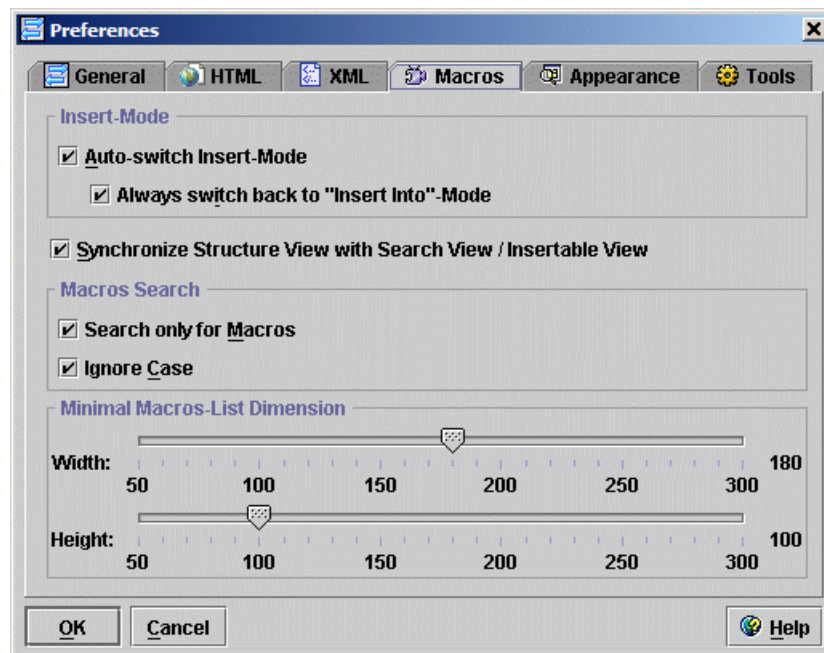 Preferences
General HTML XML Macros Appearance Tools
Insert-Mode
Auto-switch Insert-Mode
Always switch back to "Insert Into"-Mode
Synchronize Structure View with Search View / Insertable View
Macros Search
Search only for Macros
Ignore Case
Minimal Macros-List Dimension
Width: 180
50 100 150 200 250 300
Height: 100
50 100 150 200 250 300
OK Cancel Help